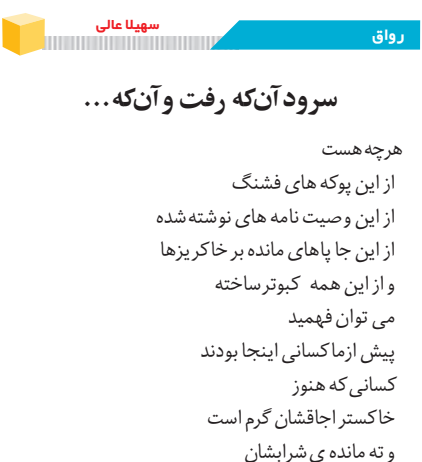 سهیلا عالی
رواق
سرود آن‌که رفت و آن‌که...
هرچه هست
از این پوکه های فشنگ
از این وصیت نامه های نوشته شده
از این جا پاهای مانده بر خاکریزها
و از این همه کبوتر ساخته
می توان فهمید
پیش از ما کسانی اینجا بودند
کسانی که هنوز
خاکستر اجاقشان گرم است
و ته مانده ی شرابشان